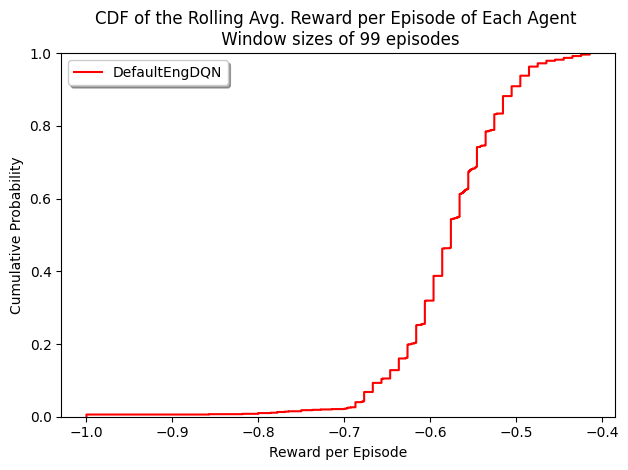 CDF of the Rolling Avg. Reward per Episode of Each Agent
Window sizes of 99 episodes
DefaultEngDQN
Cumulative Probability
1.0
0.8
0.6
0.4
0.2
0.0
−1.0 −0.9 −0.8 −0.7 −0.6 −0.5 −0.4
Reward per Episode